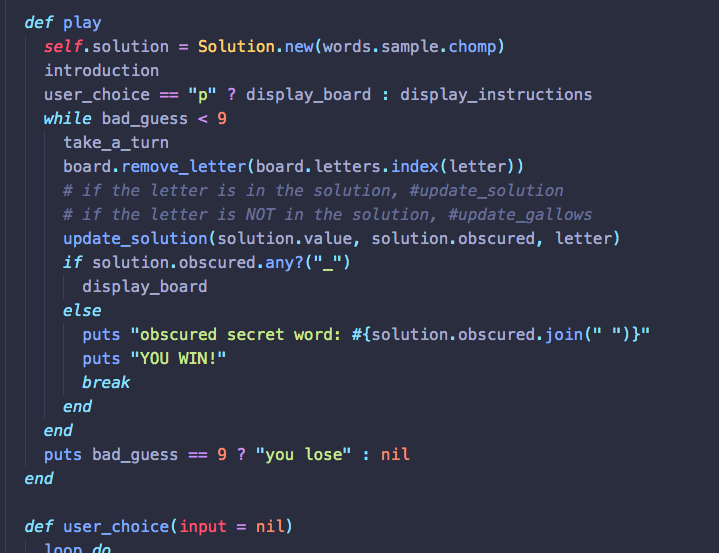 def play
  self.solution = Solution.new(words.sample.chomp)
  introduction
  user_choice == "p" ? display_board : display_instructions
  while bad_guess < 9
    take_a_turn
    board.remove_letter(board.letters.index(letter))
    # if the letter is in the solution, #update_solution
    # if the letter is NOT in the solution, #update_gallows
    update_solution(solution.value, solution.obscured, letter)
    if solution.obscured.any?("_")
      display_board
    else
      puts "obscured secret word: #{solution.obscured.join(" ")}"
      puts "YOU WIN!"
      break
    end
  end
  puts bad_guess == 9 ? "you lose" : nil
end

def user_choice(input = nil)
  loop do